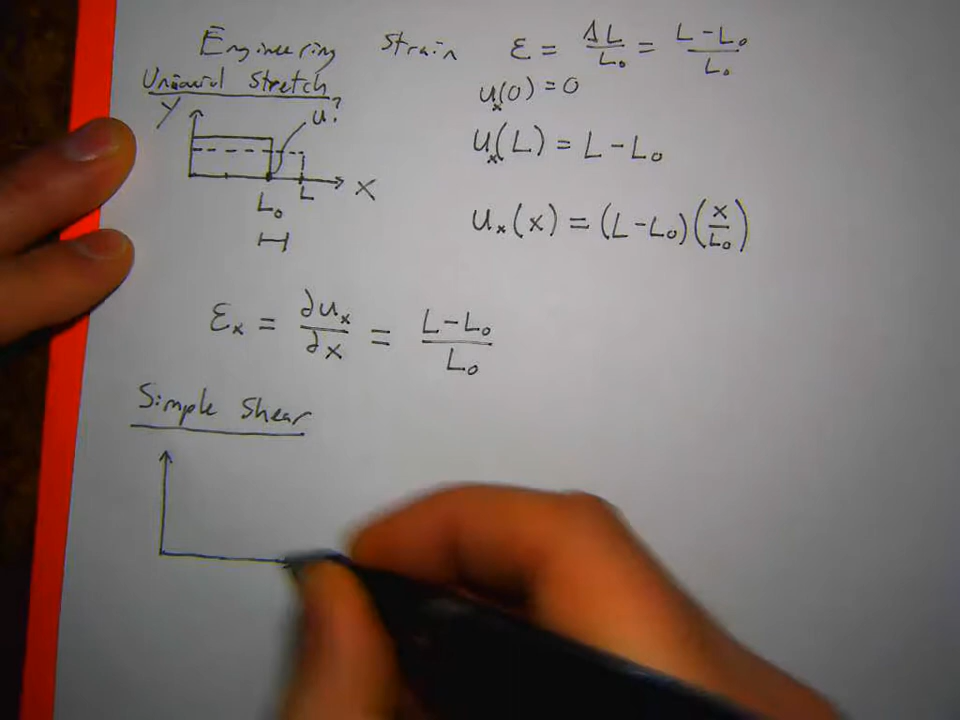 Engineering Strain ε = ΔL/L₀ = (L-L₀)/L₀
Uniaxial Stretch
uₓ(0) = 0
Y
u?
uₓ(L) = L-L₀
X
L₀ L
uₓ(x) = (L-L₀)(x/L₀)
εₓ = ∂uₓ/∂x = (L-L₀)/L₀
Simple Shear